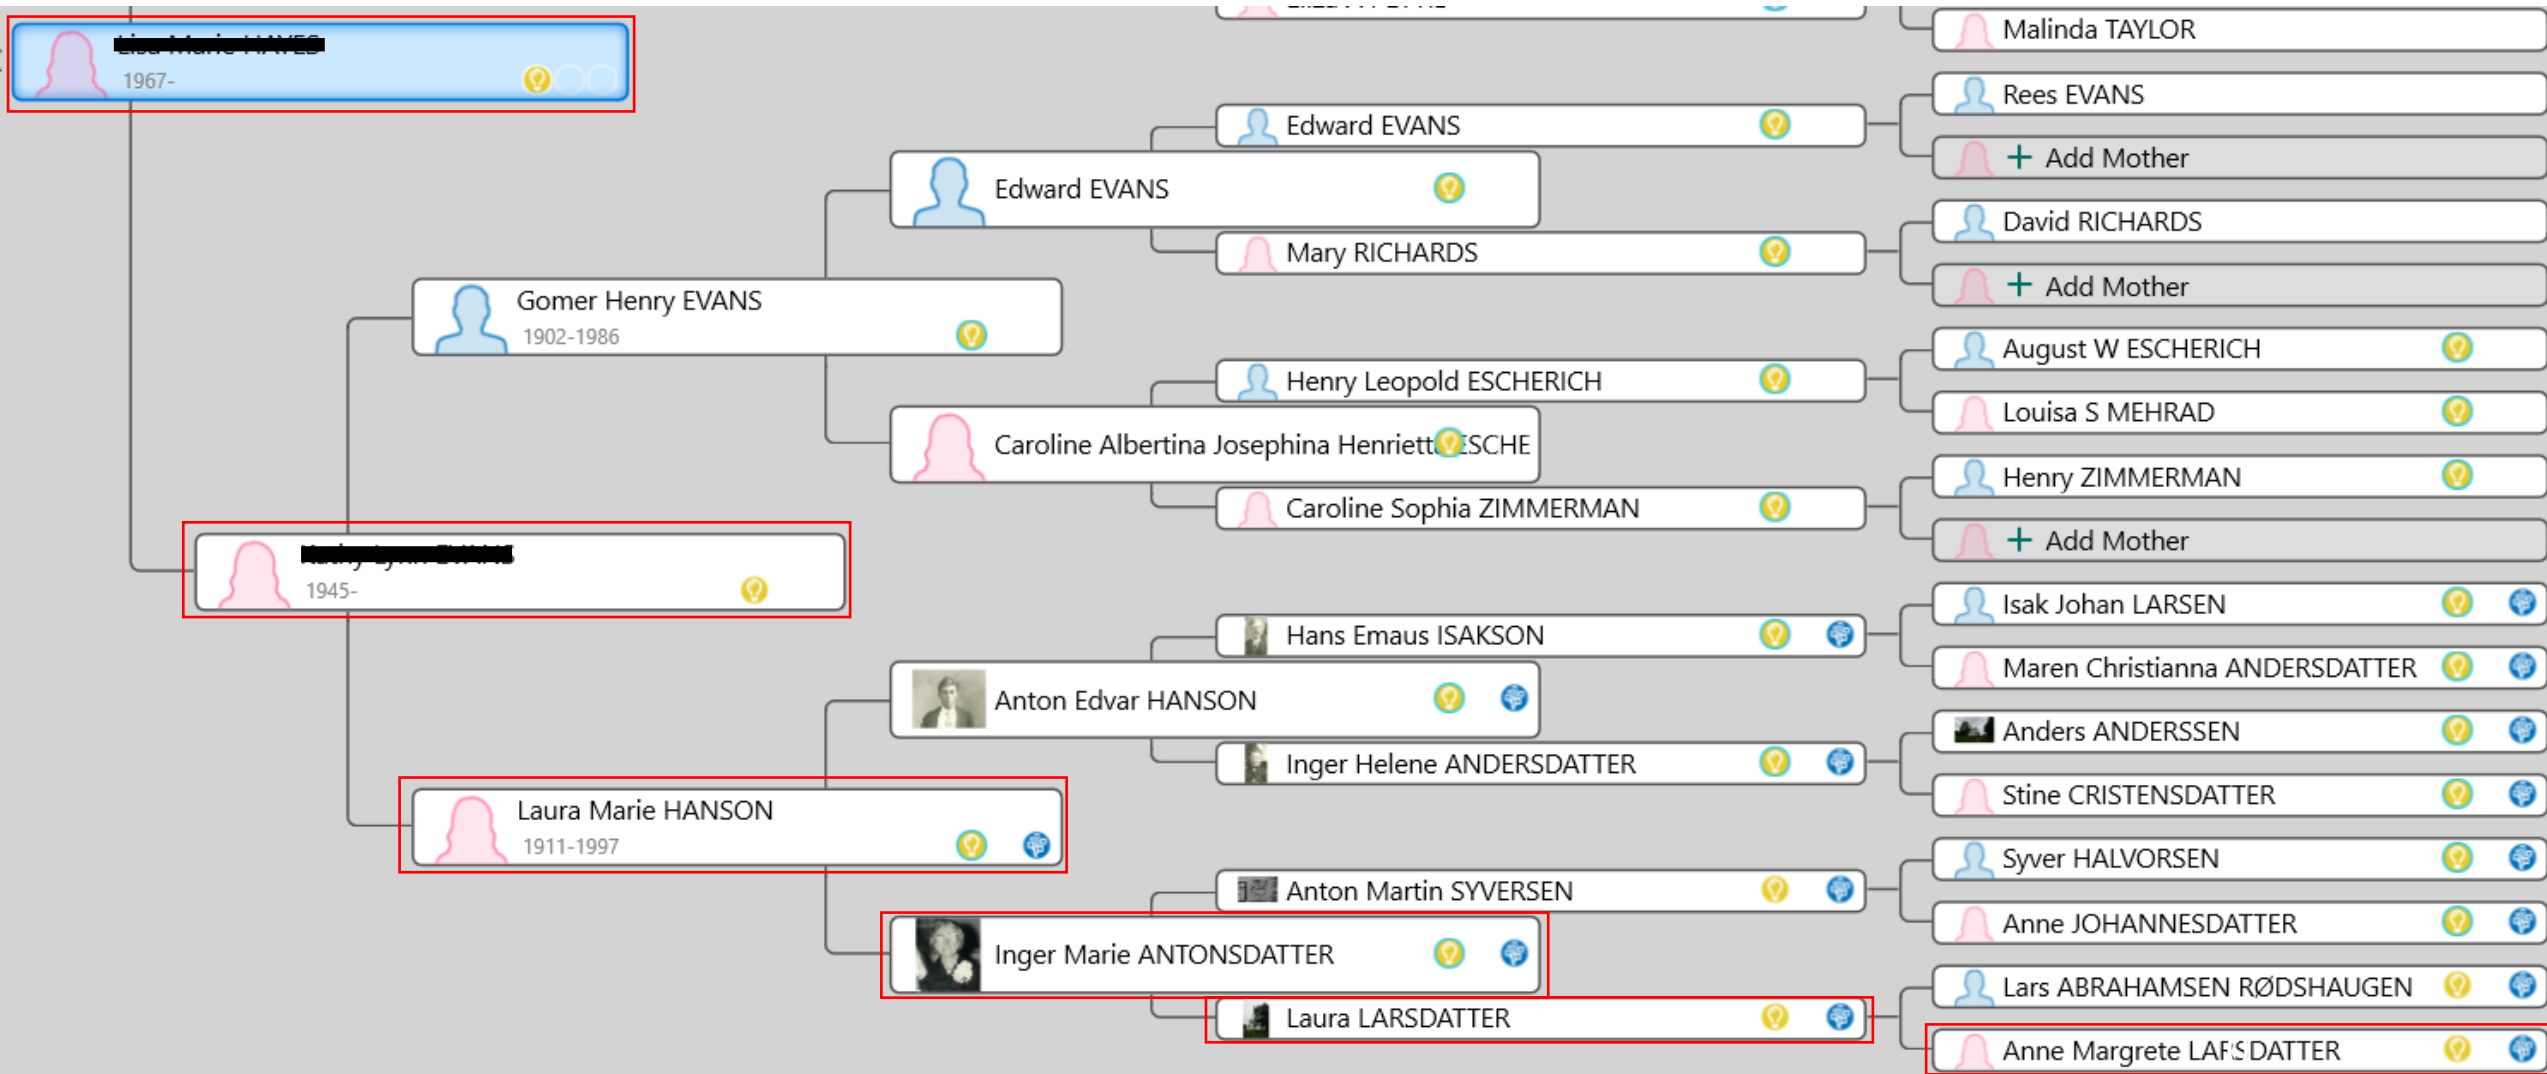 1967-
1945-
Gomer Henry EVANS
1902-1986
Laura Marie HANSON
1911-1997
Edward EVANS
Caroline Albertina Josephina Henriett ESCHE
Anton Edvar HANSON
Inger Marie ANTONSDATTER
Edward EVANS
Mary RICHARDS
Henry Leopold ESCHERICH
Caroline Sophia ZIMMERMAN
Hans Emaus ISAKSON
Inger Helene ANDERSDATTER
Anton Martin SYVERSEN
Laura LARSDATTER
Malinda TAYLOR
Rees EVANS
+ Add Mother
David RICHARDS
+ Add Mother
August W ESCHERICH
Louisa S MEHRAD
Henry ZIMMERMAN
+ Add Mother
Isak Johan LARSEN
Maren Christianna ANDERSDATTER
Anders ANDERSSEN
Stine CRISTENSDATTER
Syver HALVORSEN
Anne JOHANNESDATTER
Lars ABRAHAMSEN RØDSHAUGEN
Anne Margrete LARSDATTER